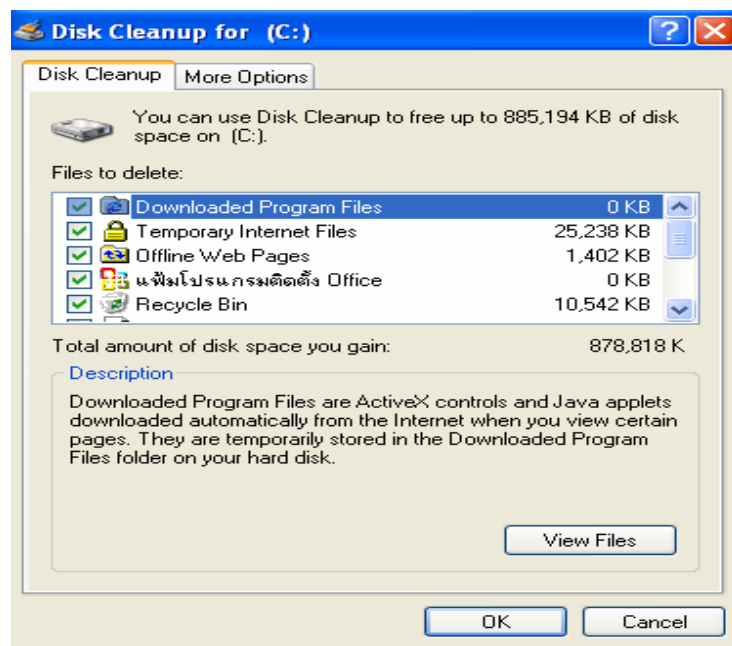 Disk Cleanup for (C:)
Disk Cleanup
More Options
You can use Disk Cleanup to free up to 885,194 KB of disk
space on (C:).
Files to delete:
Downloaded Program Files 0 KB
Temporary Internet Files 25,238 KB
Offline Web Pages 1,402 KB
แฟ้มโปรแกรมติดตั้ง Office 0 KB
Recycle Bin 10,542 KB
Total amount of disk space you gain: 878,818 K
Description
Downloaded Program Files are ActiveX controls and Java applets
downloaded automatically from the Internet when you view certain
pages. They are temporarily stored in the Downloaded Program
Files folder on your hard disk.
View Files
OK
Cancel